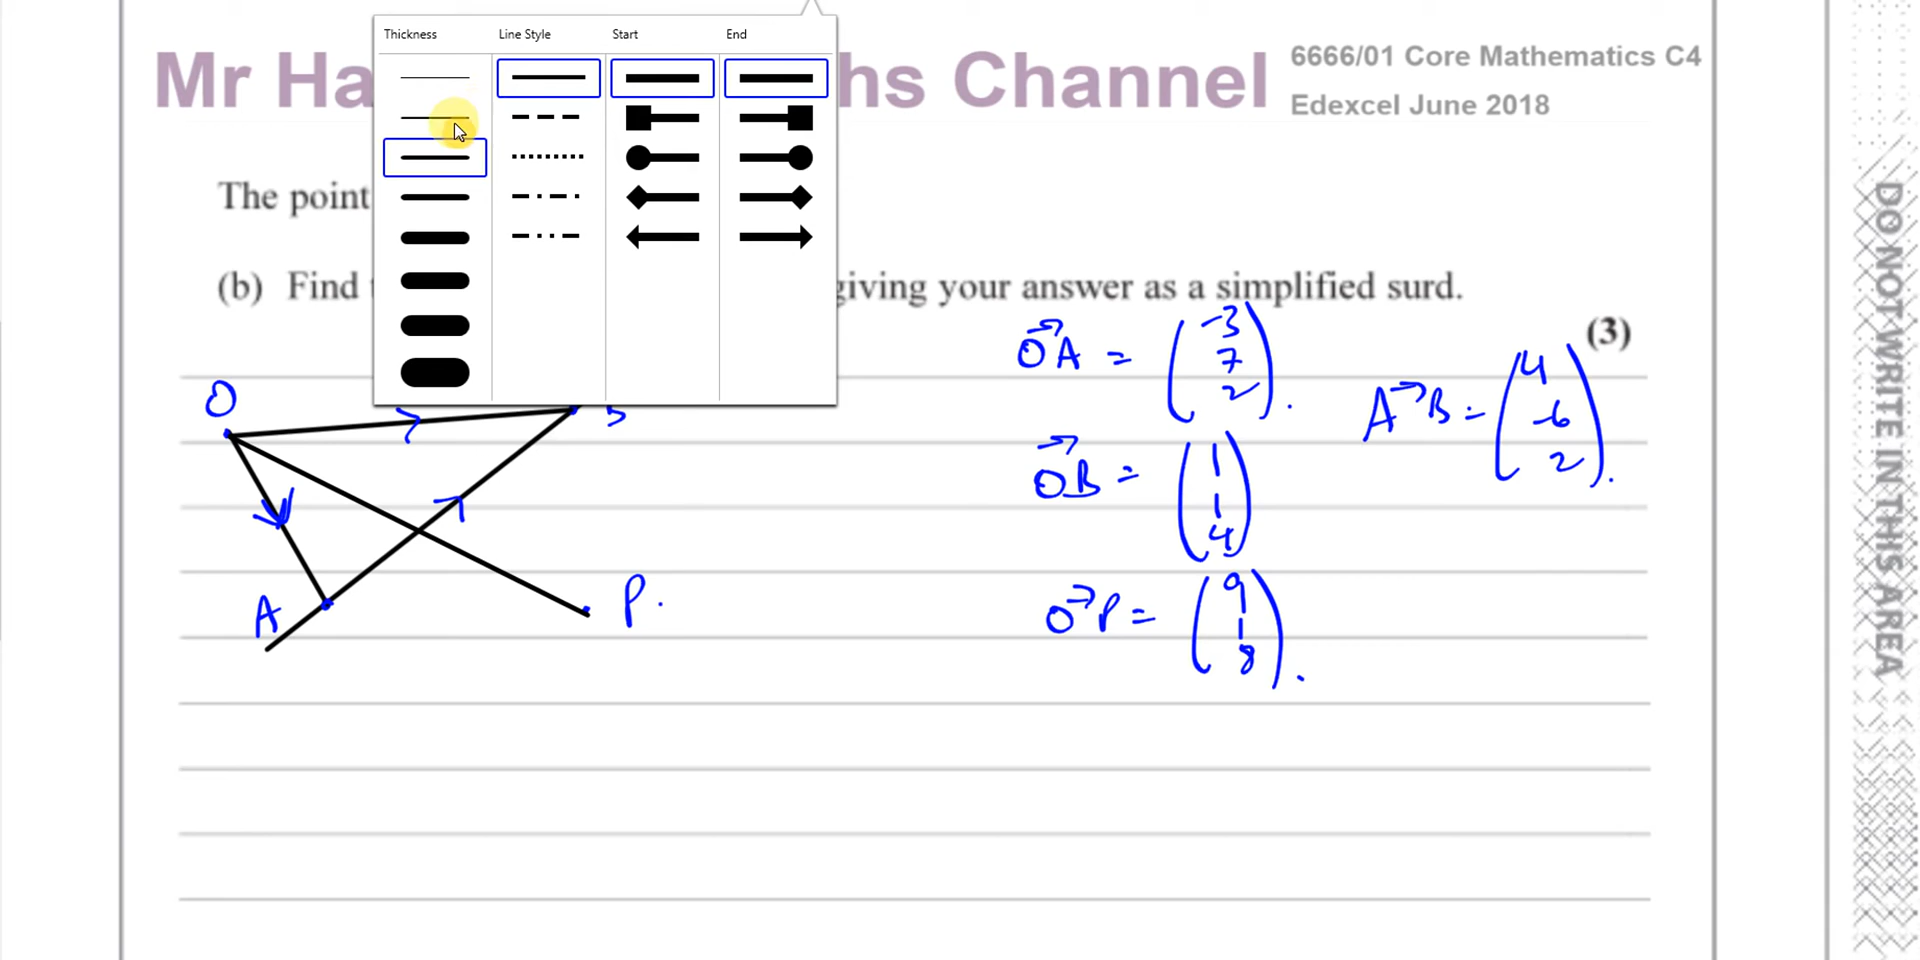 Thickness Line Style Start End
Mr Ha hs Channel
6666/01 Core Mathematics C4
Edexcel June 2018
The point
(b) Find giving your answer as a simplified surd.
(3)
OA = (-3 7 2).
AB = (4 -6 2).
OB = (1 1 4)
OP = (9 1 8).
O
B
A
P.
DO NOT WRITE IN THIS AREA